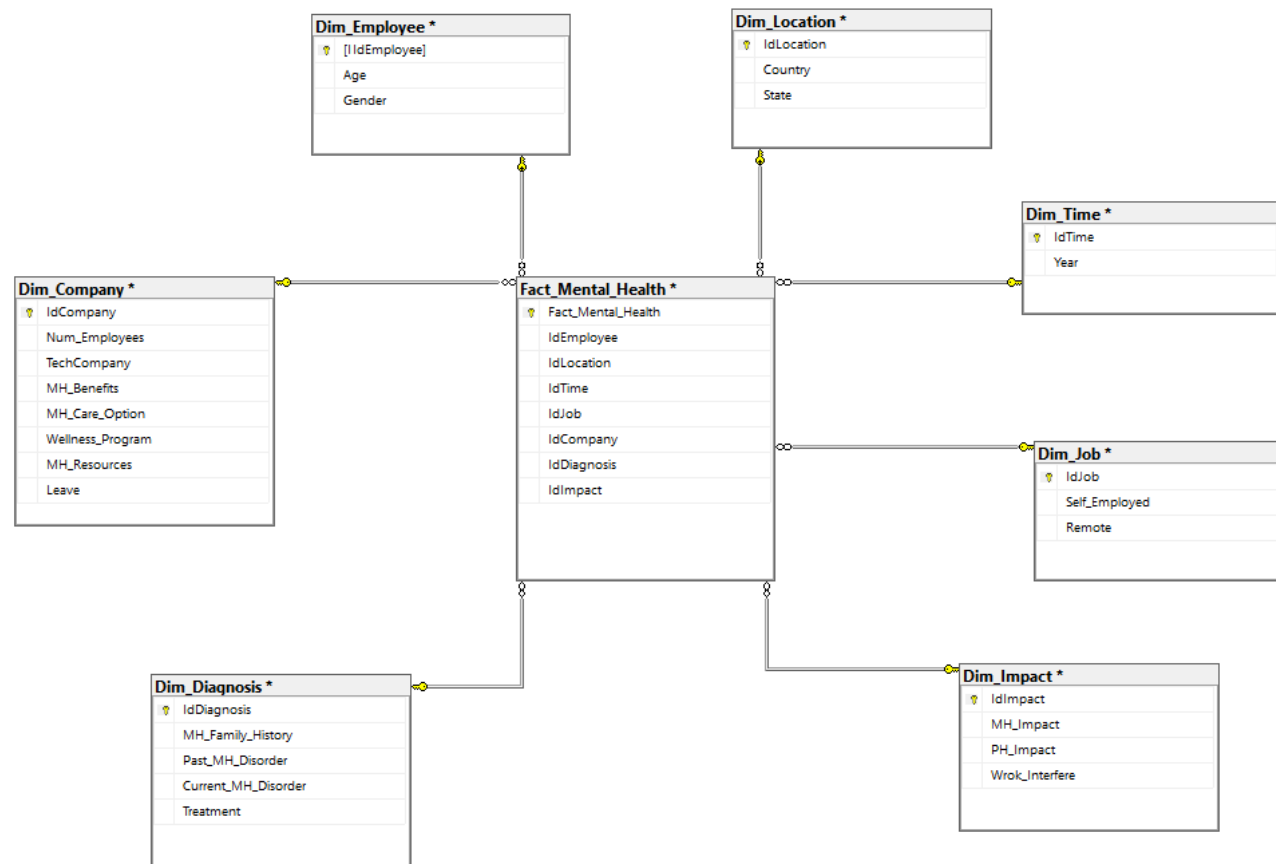 Dim_Employee *
[IdEmployee]
Age
Gender
Dim_Location *
IdLocation
Country
State
Dim_Time *
IdTime
Year
Dim_Company *
IdCompany
Num_Employees
TechCompany
MH_Benefits
MH_Care_Option
Wellness_Program
MH_Resources
Leave
Fact_Mental_Health *
Fact_Mental_Health
IdEmployee
IdLocation
IdTime
IdJob
IdCompany
IdDiagnosis
IdImpact
Dim_Job *
IdJob
Self_Employed
Remote
Dim_Diagnosis *
IdDiagnosis
MH_Family_History
Past_MH_Disorder
Current_MH_Disorder
Treatment
Dim_Impact *
IdImpact
MH_Impact
PH_Impact
Wrok_Interfere